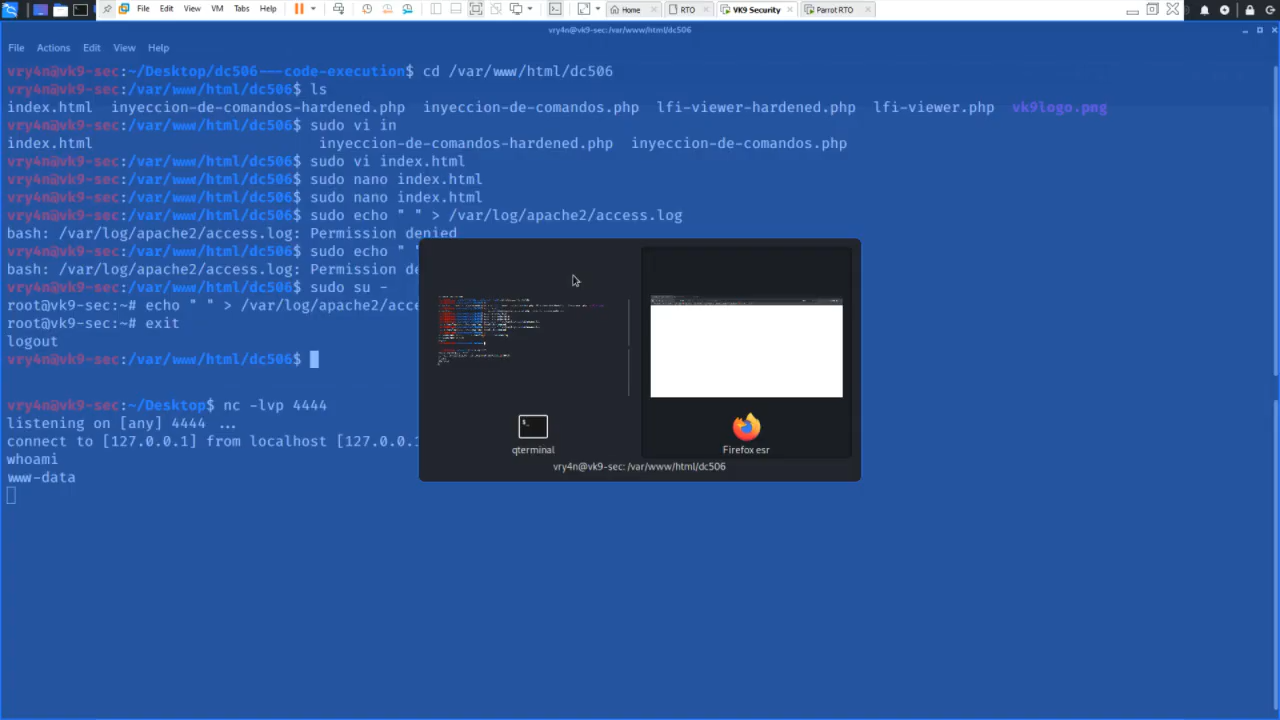 File Edit View VM Tabs Help Home RTO VK9 Security Parrot RTO
vry4n@vk9-sec:/var/www/html/dc506
File Actions Edit View Help
vry4n@vk9-sec:~/Desktop/dc506---code-execution$ cd /var/www/html/dc506
vry4n@vk9-sec:/var/www/html/dc506$ ls
index.html inyeccion-de-comandos-hardened.php inyeccion-de-comandos.php lfi-viewer-hardened.php lfi-viewer.php vk9logo.png
vry4n@vk9-sec:/var/www/html/dc506$ sudo vi in
index.html inyeccion-de-comandos-hardened.php inyeccion-de-comandos.php
vry4n@vk9-sec:/var/www/html/dc506$ sudo vi index.html
vry4n@vk9-sec:/var/www/html/dc506$ sudo nano index.html
vry4n@vk9-sec:/var/www/html/dc506$ sudo nano index.html
vry4n@vk9-sec:/var/www/html/dc506$ sudo echo " " > /var/log/apache2/access.log
bash: /var/log/apache2/access.log: Permission denied
vry4n@vk9-sec:/var/www/html/dc506$ sudo echo "
bash: /var/log/apache2/access.log: Permission de
vry4n@vk9-sec:/var/www/html/dc506$ sudo su -
root@vk9-sec:~# echo " " > /var/log/apache2/acce
root@vk9-sec:~# exit
logout
vry4n@vk9-sec:/var/www/html/dc506$
vry4n@vk9-sec:~/Desktop$ nc -lvp 4444
listening on [any] 4444 ...
connect to [127.0.0.1] from localhost [127.0.0.1
whoami
www-data
qterminal
Firefox esr
vry4n@vk9-sec: /var/www/html/dc506